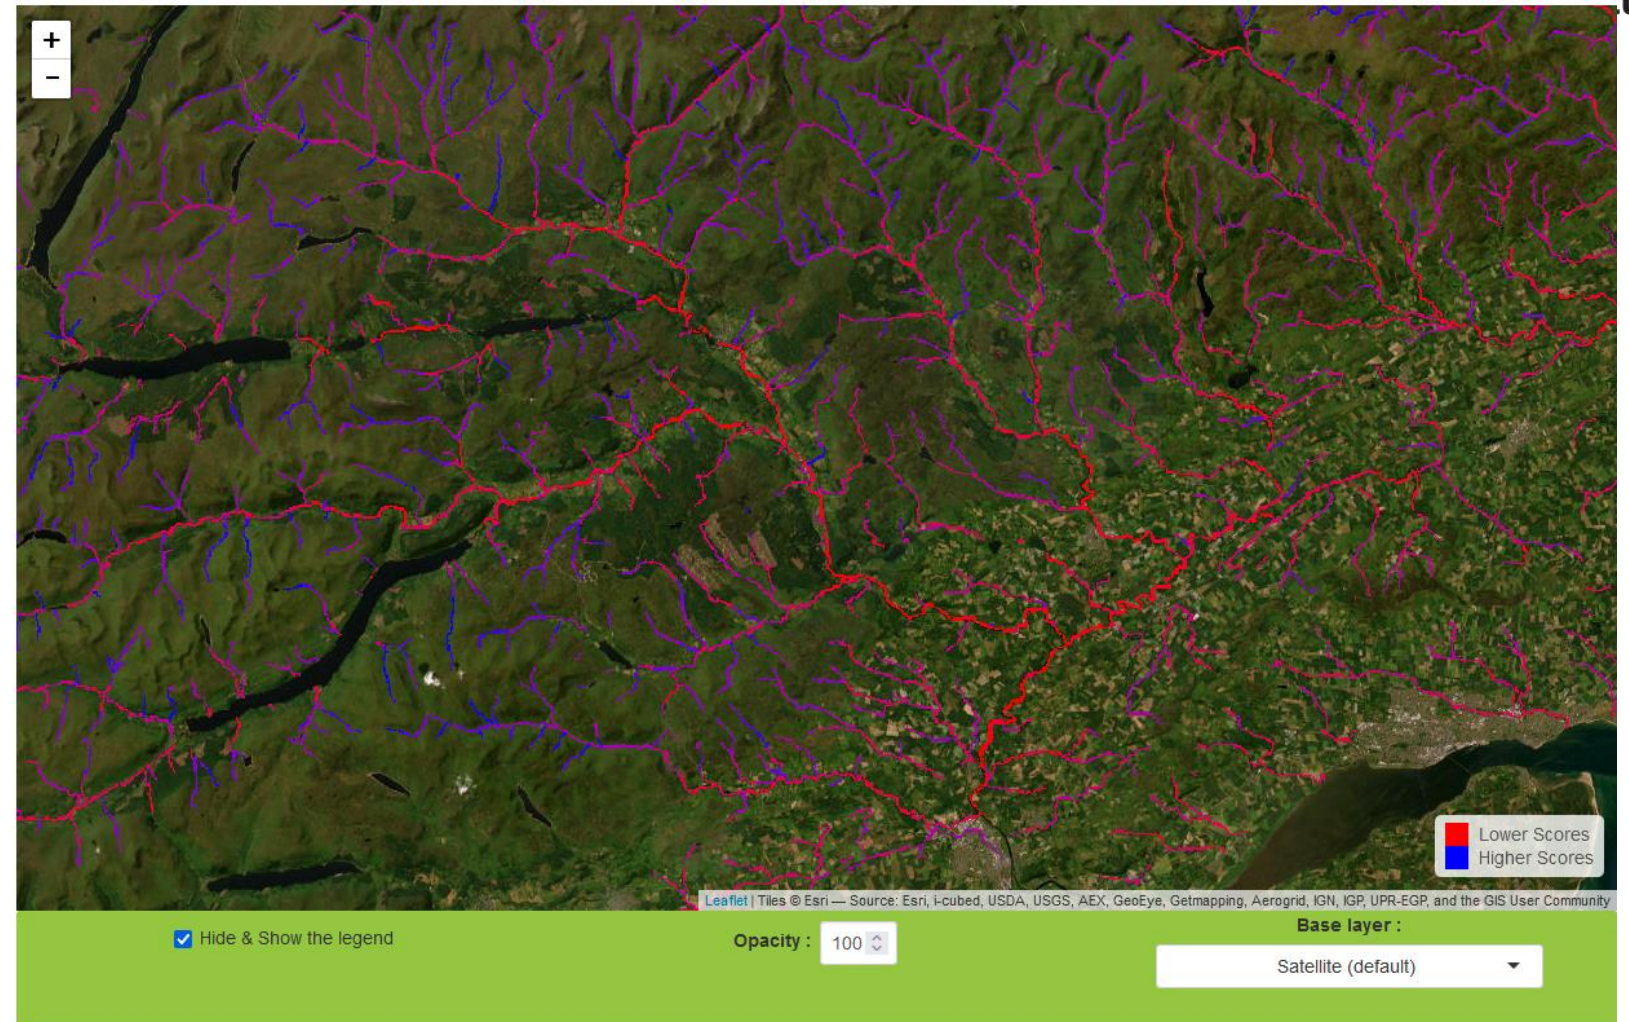 +
−
Lower Scores
Higher Scores
Leaflet | Tiles © Esri — Source: Esri, i-cubed, USDA, USGS, AEX, GeoEye, Getmapping, Aerogrid, IGN, IGP, UPR-EGP, and the GIS User Community
Hide & Show the legend
Opacity :
100
Base layer :
Satellite (default)